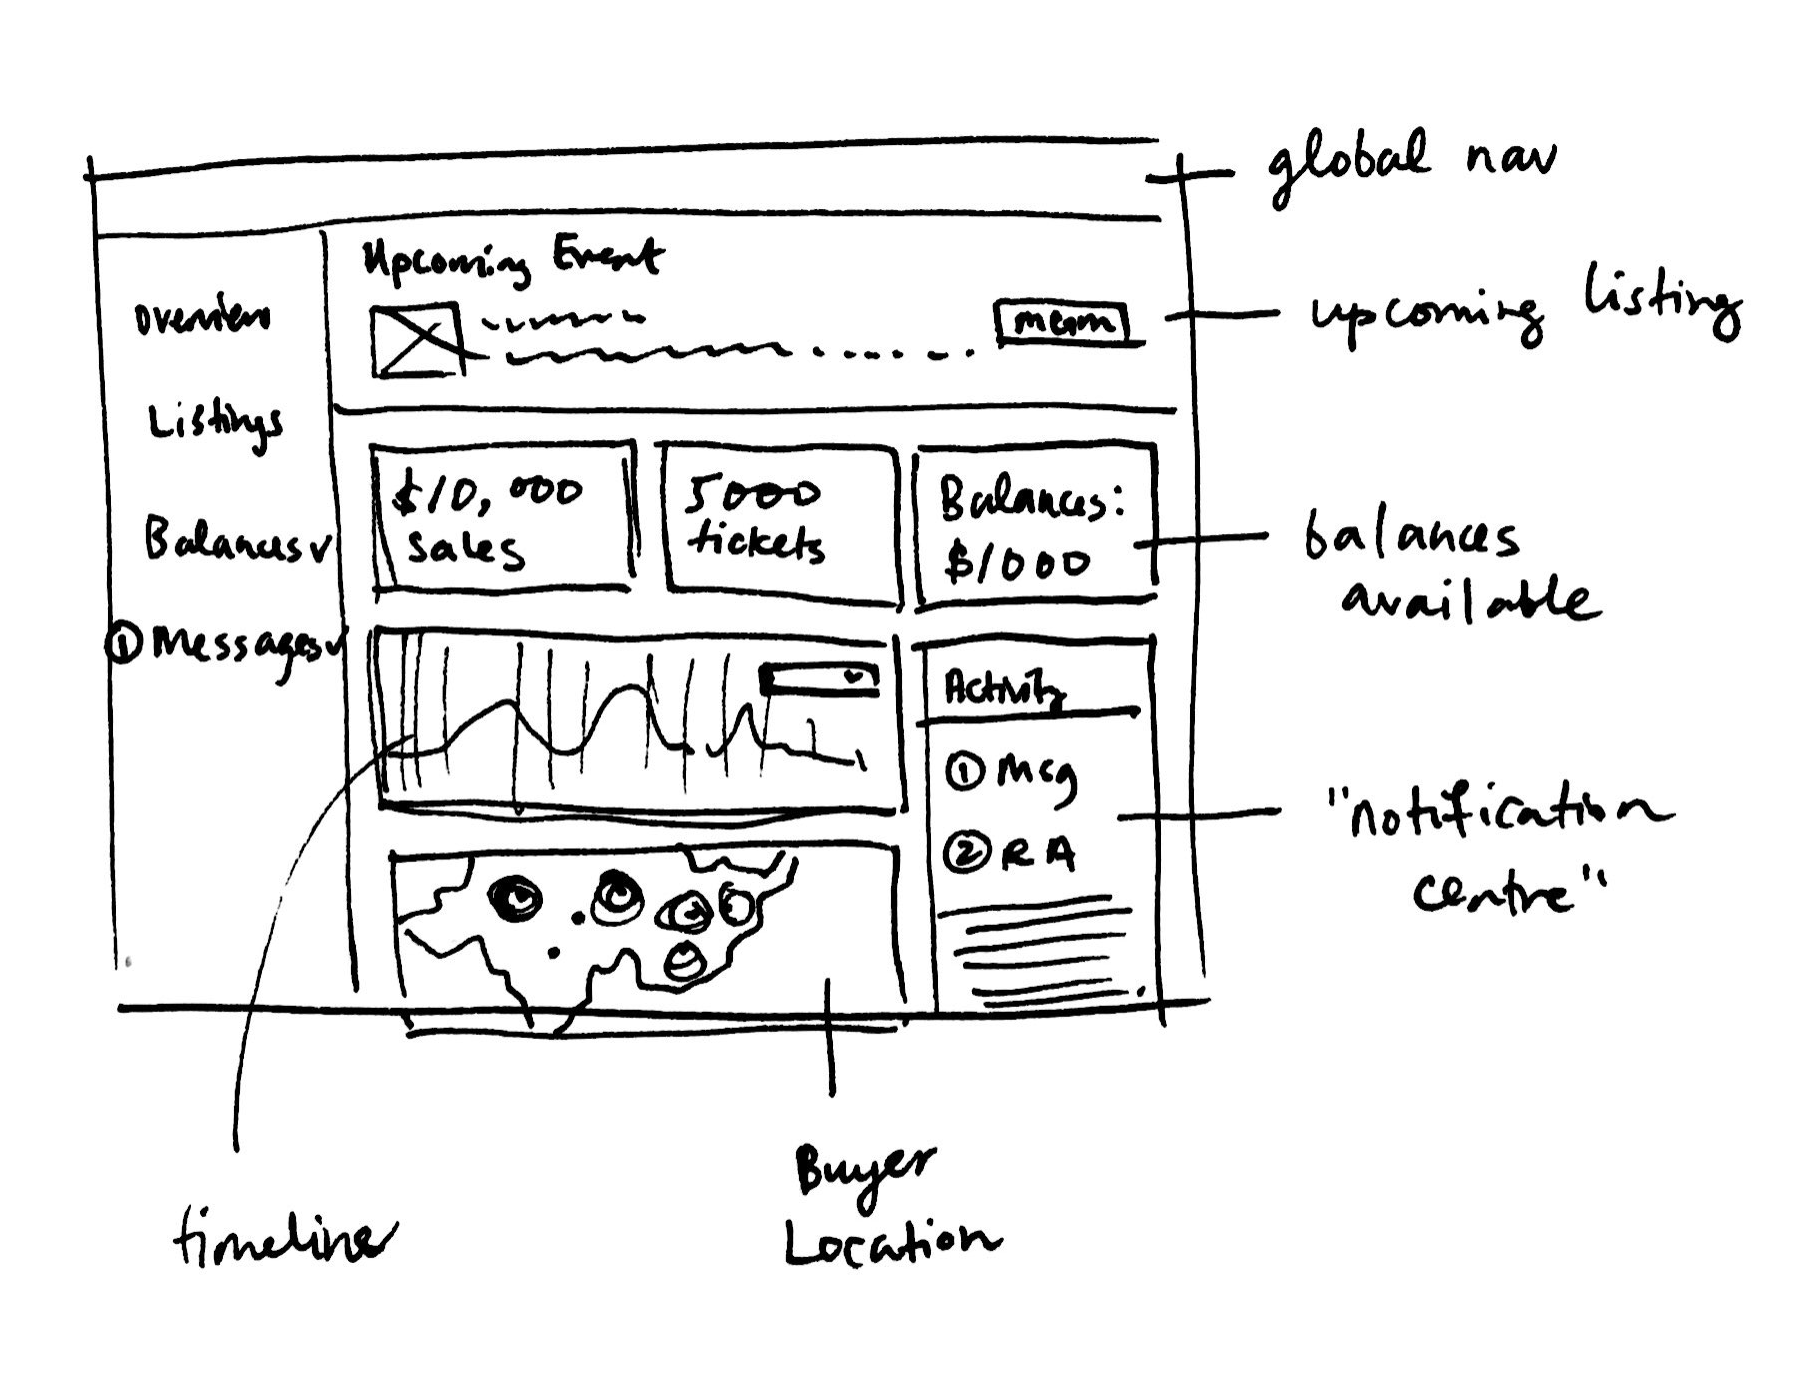 global nav
Upcoming Event
upcoming listing
Overview
Listings
Balances
① Messages
$10,000
sales
5000
tickets
Balances:
$1000
balances
available
Activity
① Msg
② RA
"notification
centre"
timeline
Buyer
Location